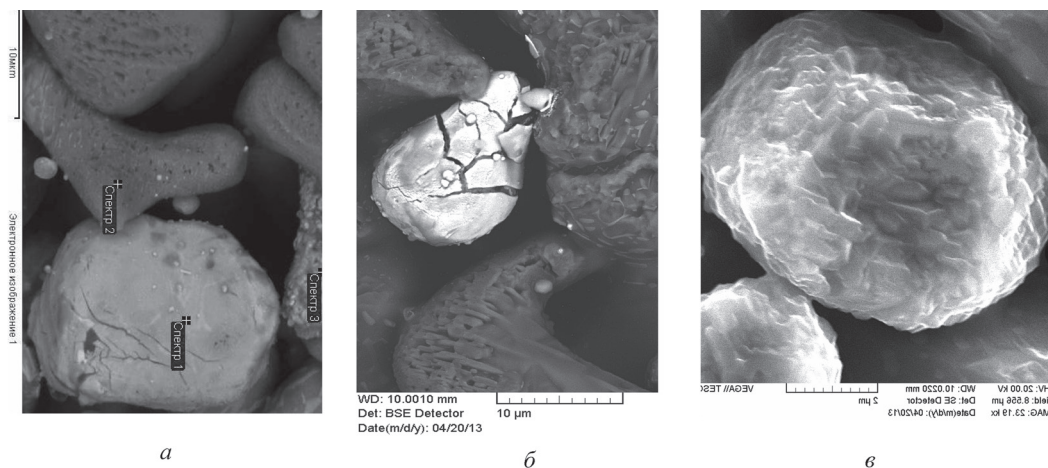 10мкм
Электронное изображение 1
Спектр 2
Спектр 3
Спектр 1
WD: 10.0010 mm
Det: BSE Detector
Date(m/d/y): 04/20/13
10 µm
HV: 20.00 kV
WD: 10.0220 mm
field: 8.556 µm
Det: SE Detector
2 µm
MAG: 23.19 kx
Date(m/d/y): 04/20/13
VEGA\\ TESC
а
б
в